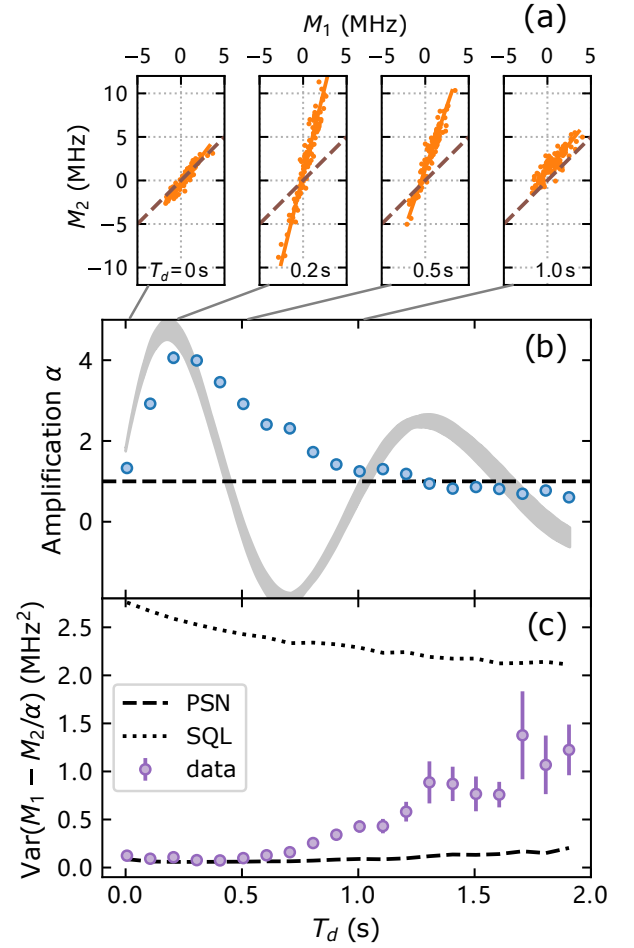 M₁ (MHz)
(a)
−5 0 5 −5 0 5 −5 0 5 −5 0 5
10
5
0
−5
−10
M₂ (MHz)
T_d = 0 s 0.2 s 0.5 s 1.0 s
(b)
4
2
0
Amplification α
(c)
2.5
2.0
1.5
1.0
0.5
0.0
Var(M₁ − M₂/α) (MHz²)
PSN
SQL
data
0.0 0.5 1.0 1.5 2.0
T_d (s)